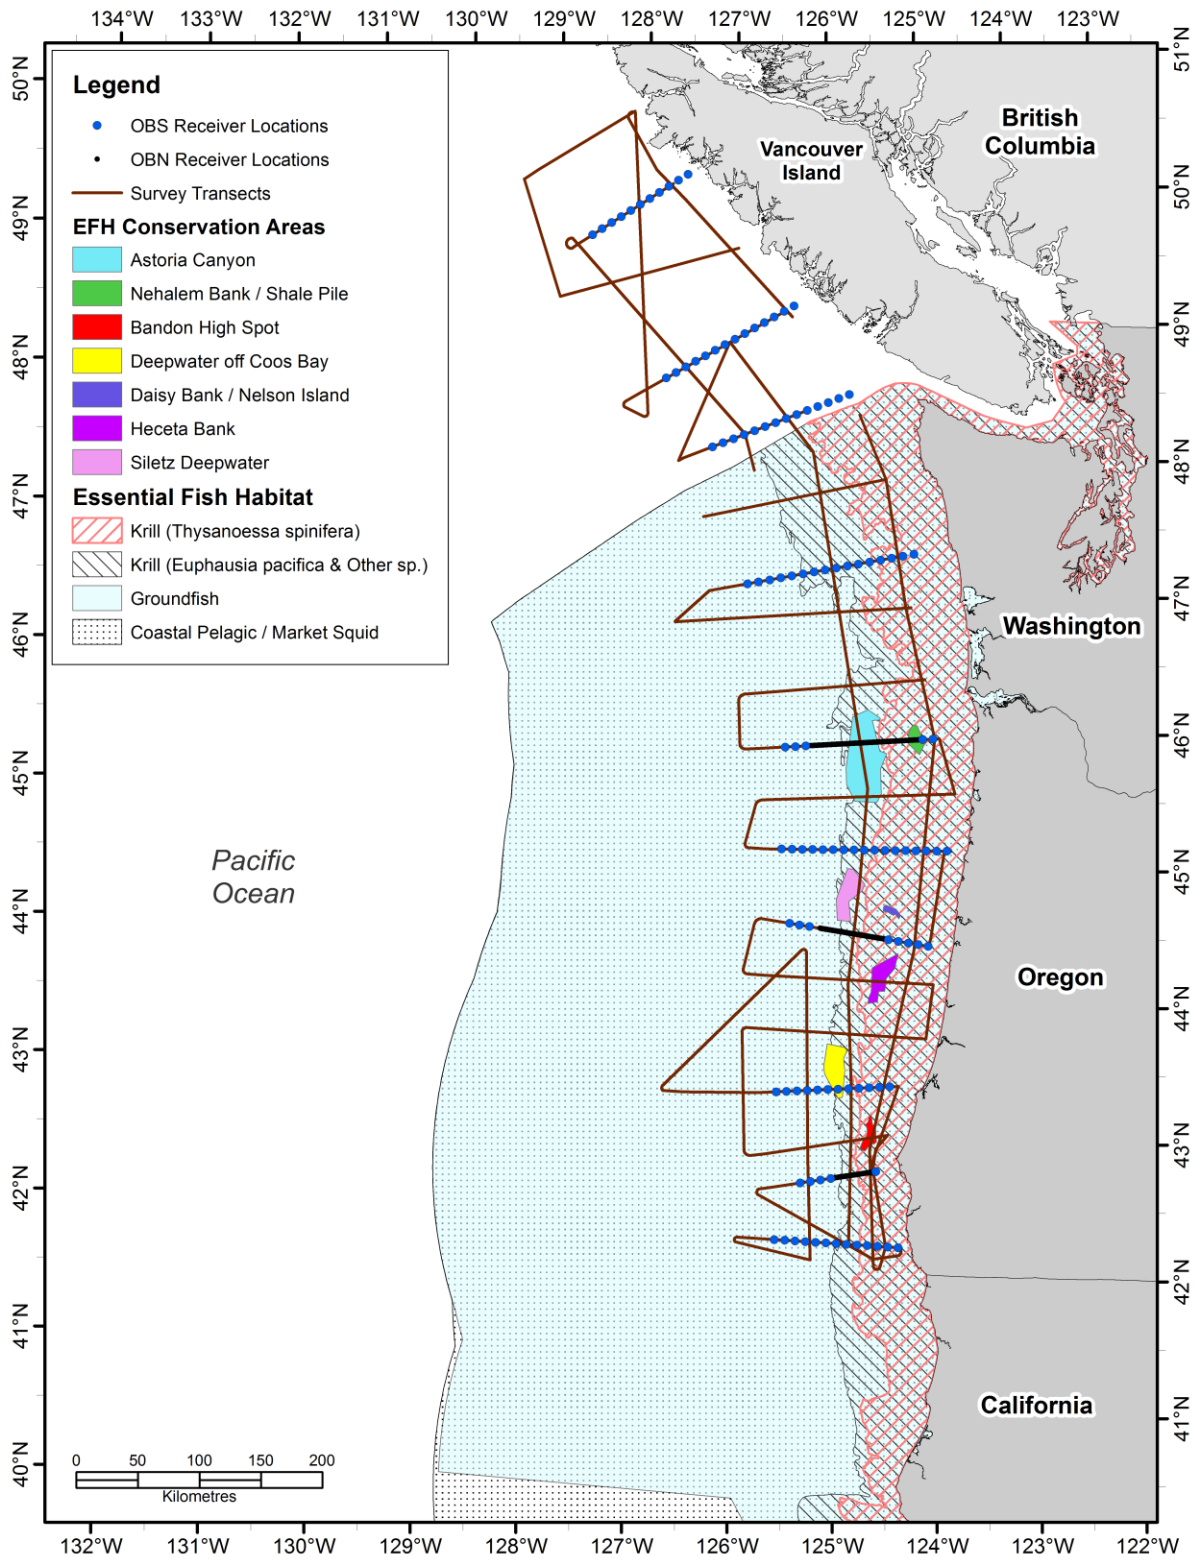 134°W 133°W 132°W 131°W 130°W 129°W 128°W 127°W 126°W 125°W 124°W 123°W
Legend
OBS Receiver Locations
OBN Receiver Locations
Survey Transects
EFH Conservation Areas
Astoria Canyon
Nehalem Bank / Shale Pile
Bandon High Spot
Deepwater off Coos Bay
Daisy Bank / Nelson Island
Heceta Bank
Siletz Deepwater
Essential Fish Habitat
Krill (Thysanoessa spinifera)
Krill (Euphausia pacifica & Other sp.)
Groundfish
Coastal Pelagic / Market Squid
50°N
49°N
48°N
47°N
46°N
45°N
44°N
43°N
42°N
41°N
40°N
British
Columbia
Vancouver
Island
Washington
Pacific
Ocean
Oregon
California
51°N
50°N
49°N
48°N
47°N
46°N
45°N
44°N
43°N
42°N
41°N
0 50 100 150 200
Kilometres
132°W 131°W 130°W 129°W 128°W 127°W 126°W 125°W 124°W 123°W 122°W